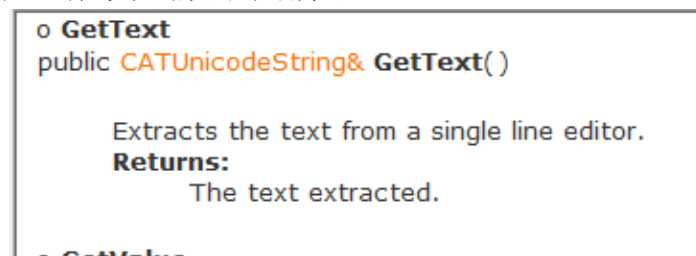 o GetText
public CATUnicodeString& GetText( )
Extracts the text from a single line editor.
Returns:
The text extracted.